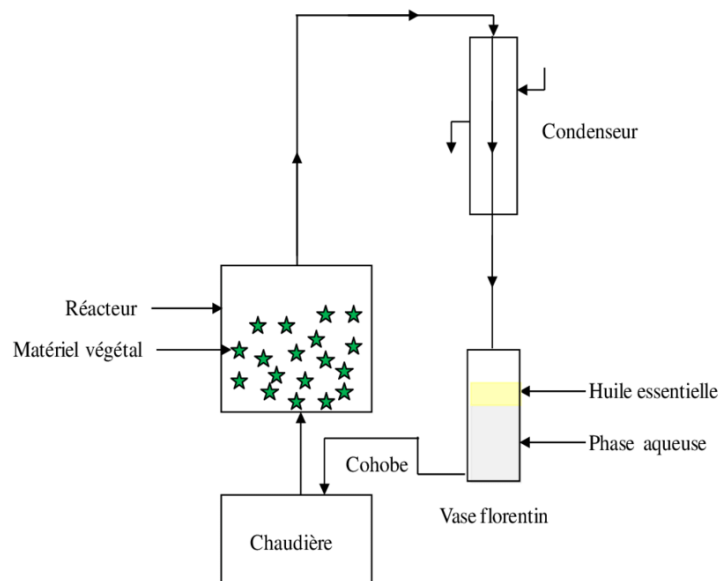 Condenseur
Réacteur
Matériel végétal
Huile essentielle
Phase aqueuse
Cohobe
Vase florentin
Chaudière